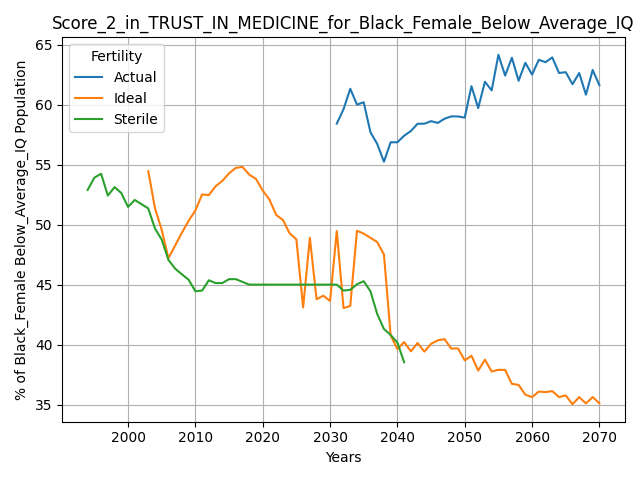 Score_2_in_TRUST_IN_MEDICINE_for_Black_Female_Below_Average_IQ
Fertility
Actual
Ideal
Sterile
% of Black_Female Below_Average_IQ Population
65
60
55
50
45
40
35
2000
2010
2020
2030
2040
2050
2060
2070
Years